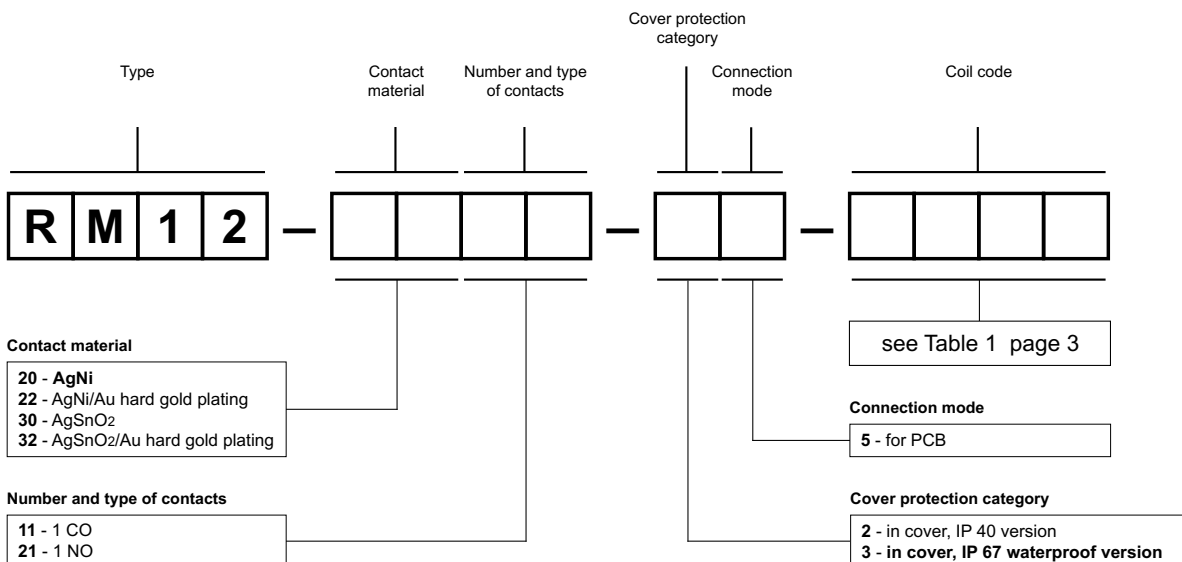 Cover protection
category
Type
Contact
material
Number and type
of contacts
Connection
mode
Coil code
R M 1 2 – – –
see Table 1 page 3
Contact material
20 - AgNi
22 - AgNi/Au hard gold plating
30 - AgSnO2
32 - AgSnO2/Au hard gold plating
Connection mode
5 - for PCB
Number and type of contacts
11 - 1 CO
21 - 1 NO
Cover protection category
2 - in cover, IP 40 version
3 - in cover, IP 67 waterproof version